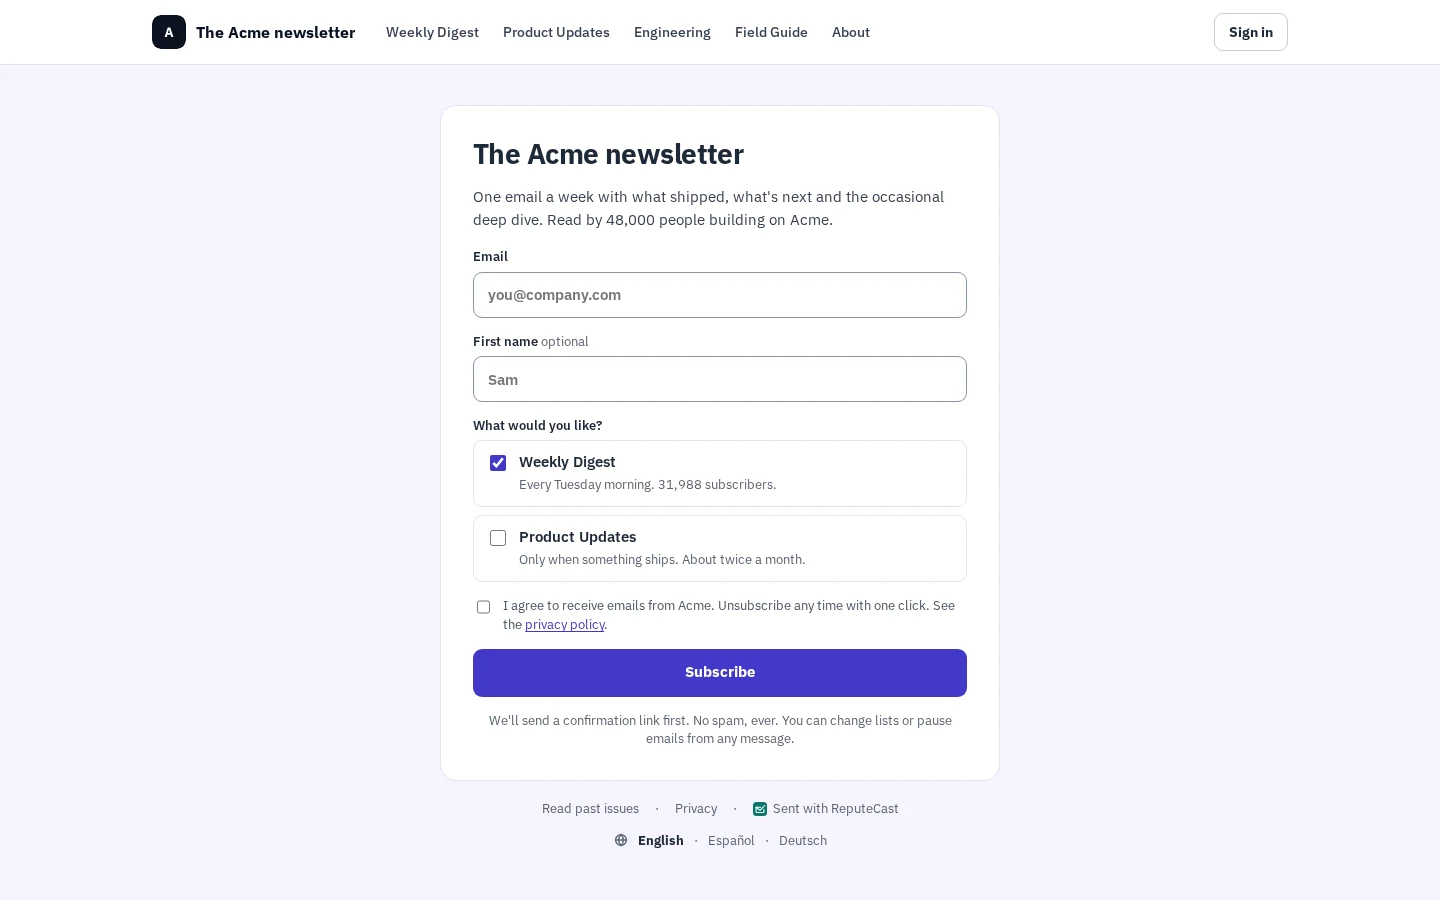 A
The Acme newsletter
Weekly Digest
Product Updates
Engineering
Field Guide
About
Sign in
The Acme newsletter
One email a week with what shipped, what's next and the occasional
deep dive. Read by 48,000 people building on Acme.
Email
you@company.com
First name optional
Sam
What would you like?
Weekly Digest
Every Tuesday morning. 31,988 subscribers.
Product Updates
Only when something ships. About twice a month.
I agree to receive emails from Acme. Unsubscribe any time with one click. See
the privacy policy.
Subscribe
We'll send a confirmation link first. No spam, ever. You can change lists or pause
emails from any message.
Read past issues · Privacy · Sent with ReputeCast
English · Español · Deutsch